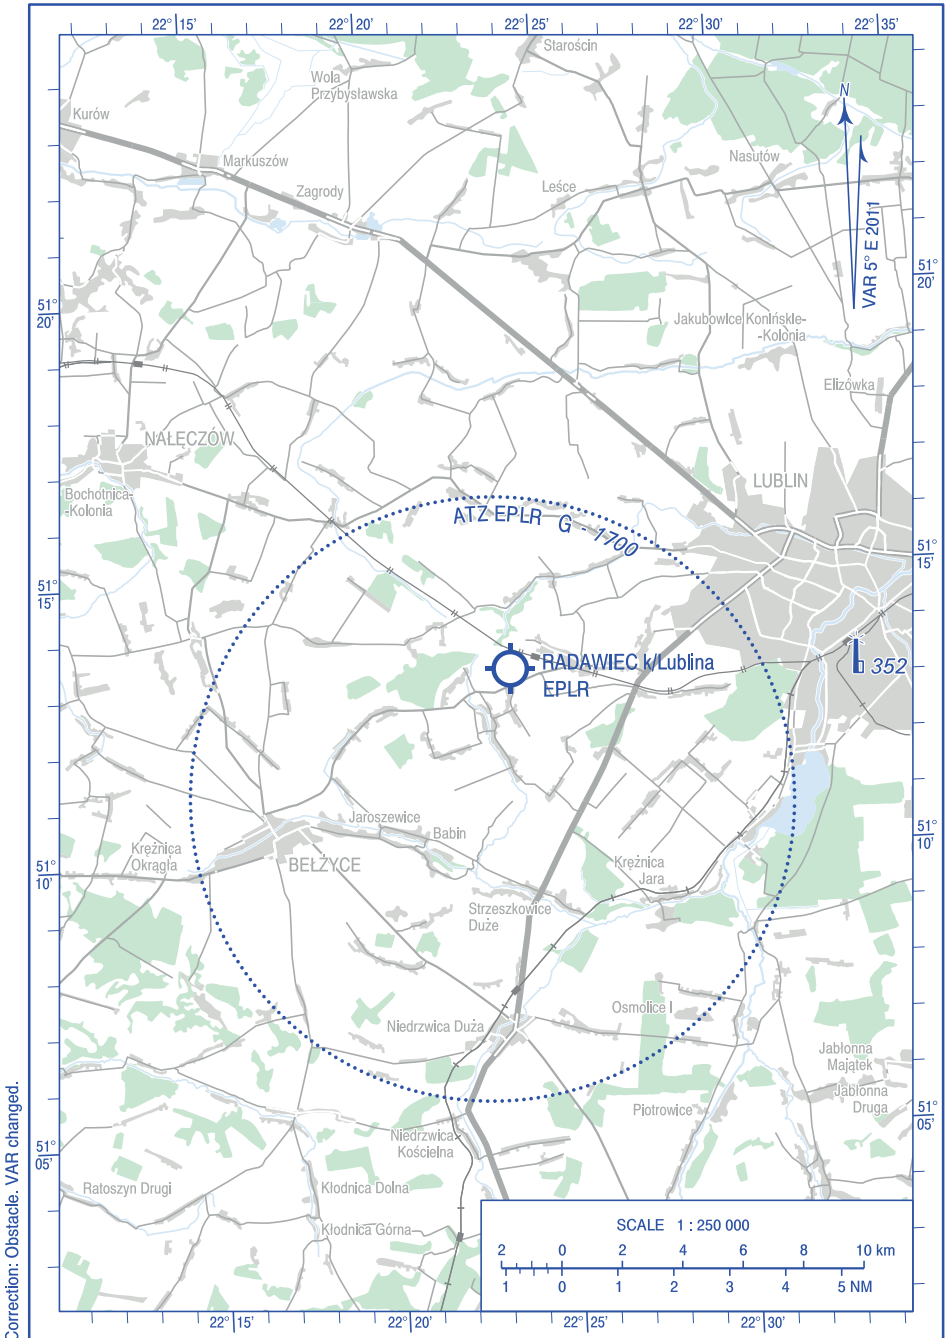 22° 15'
22° 20'
22° 25'
22° 30'
22° 35'
Starościn
Wola
Przybysławska
Kurów
N
Markuszów
Nasutów
Zagrody
Leśce
VAR 5° E 2011
51°
20'
51°
20'
Jakubowice Konińskie-
-Kolonia
Elizówka
NAŁĘCZÓW
LUBLIN
Bochotnica-
-Kolonia
ATZ EPLR G - 1700
51°
15'
51°
15'
RADAWIEC k/Lublina
EPLR
352
Jaroszewice
Babin
51°
10'
Krężnica
Okrągła
BEŁŻYCE
Krężnica
Jara
51°
10'
Strzeszkowice
Duże
Osmolice I
Niedrzwica Duża
Jabłonna
Majątek
Jabłonna
Druga
Piotrowice
51°
05'
Niedrzwica
Kościelna
51°
05'
Ratoszyn Drugi
Kłodnica Dolna
Kłodnica Górna
SCALE 1 : 250 000
2 0 2 4 6 8 10 km
1 0 1 2 3 4 5 NM
22° 15'
22° 20'
22° 25'
22° 30'
Correction: Obstacle. VAR changed.